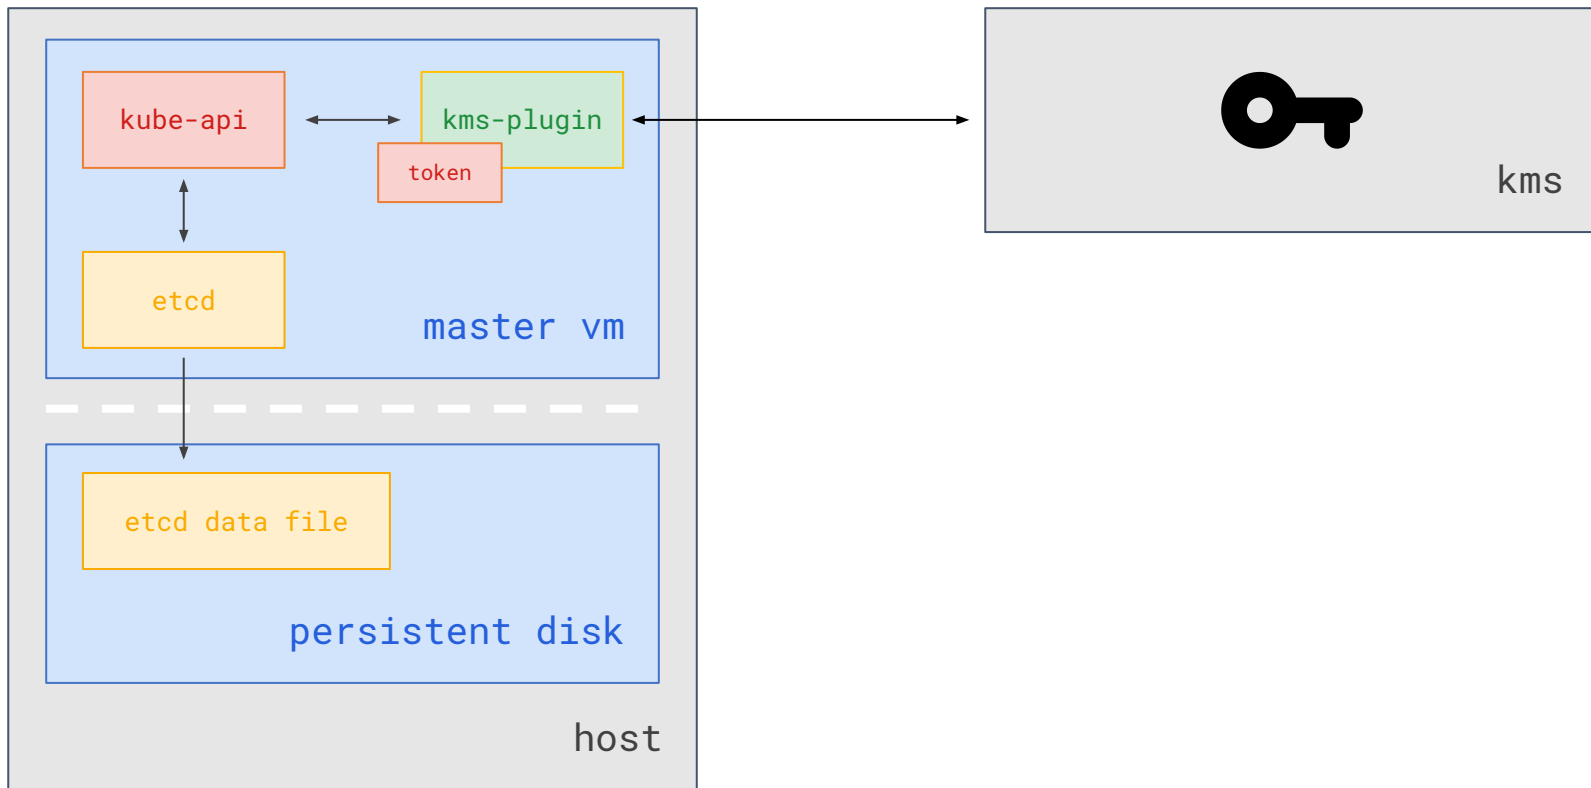 kube-api
kms-plugin
token
kms
etcd
master vm
etcd data file
persistent disk
host